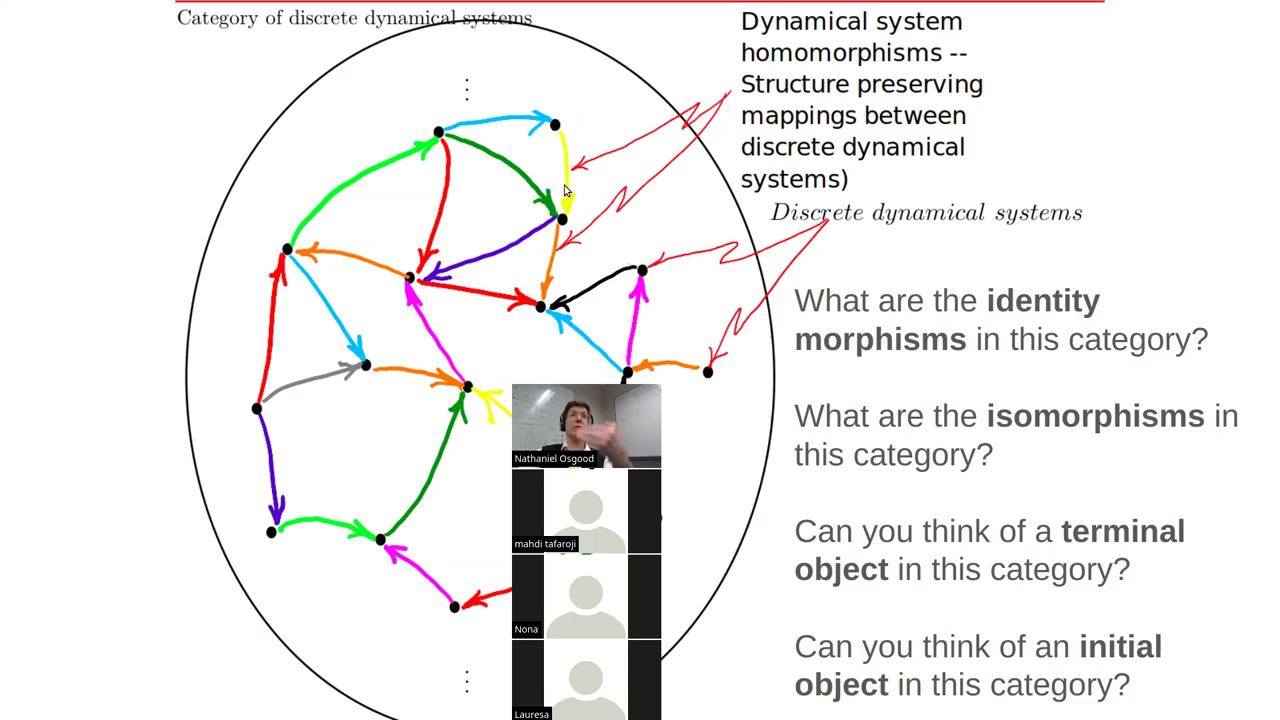 Category of discrete dynamical systems
Dynamical system
homomorphisms --
Structure preserving
mappings between
discrete dynamical
systems)
Discrete dynamical systems
What are the identity
morphisms in this category?
What are the isomorphisms in
this category?
Can you think of a terminal
object in this category?
Can you think of an initial
object in this category?
Nathaniel Osgood
mahdi tafaroji
Nona
Lauresa